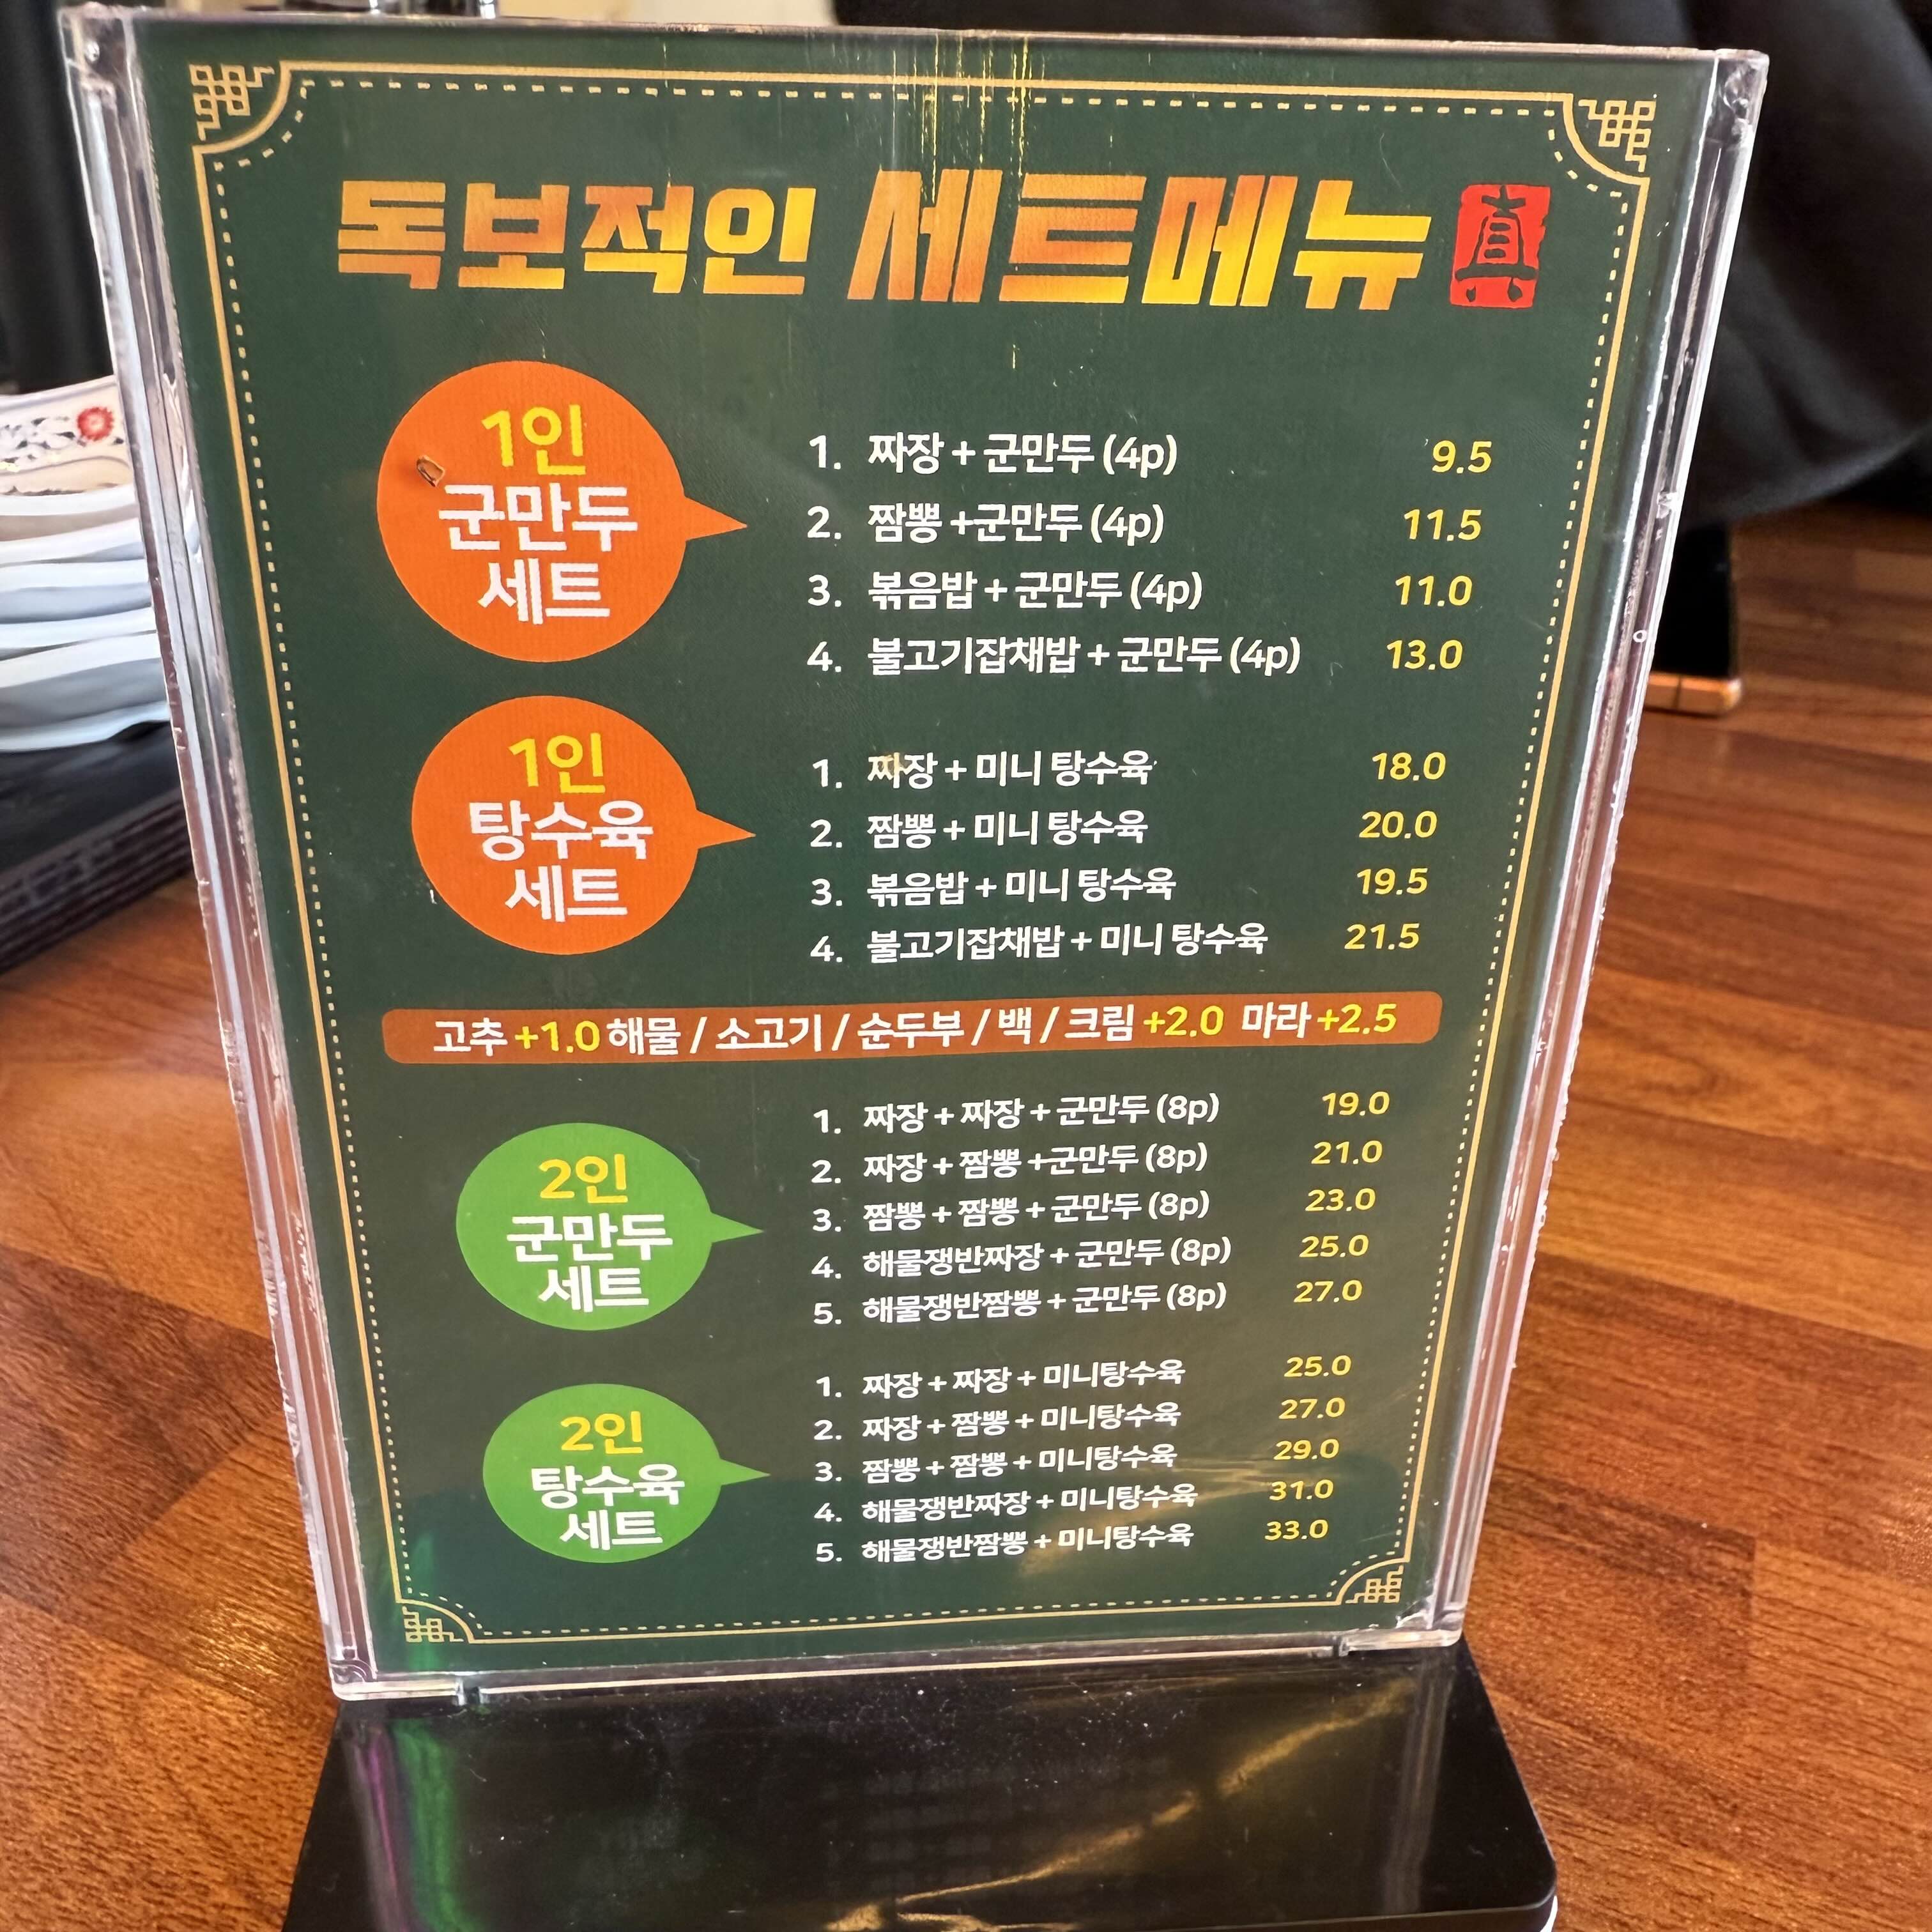 독보적인 세트메뉴 真
1인
군만두
세트
1. 짜장 + 군만두 (4p) 9.5
2. 짬뽕 +군만두 (4p) 11.5
3. 볶음밥 + 군만두 (4p) 11.0
4. 불고기잡채밥 + 군만두 (4p) 13.0
1인
탕수육
세트
1. 짜장 + 미니 탕수육 18.0
2. 짬뽕 + 미니 탕수육 20.0
3. 볶음밥 + 미니 탕수육 19.5
4. 불고기잡채밥 + 미니 탕수육 21.5
고추 +1.0 해물 / 소고기 / 순두부 / 백 / 크림 +2.0 마라 +2.5
2인
군만두
세트
1. 짜장 + 짜장 + 군만두 (8p) 19.0
2. 짜장 + 짬뽕 +군만두 (8p) 21.0
3. 짬뽕 + 짬뽕 + 군만두 (8p) 23.0
4. 해물쟁반짜장 + 군만두 (8p) 25.0
5. 해물쟁반짬뽕 + 군만두 (8p) 27.0
2인
탕수육
세트
1. 짜장 + 짜장 + 미니탕수육 25.0
2. 짜장 + 짬뽕 + 미니탕수육 27.0
3. 짬뽕 + 짬뽕 + 미니탕수육 29.0
4. 해물쟁반짜장 + 미니탕수육 31.0
5. 해물쟁반짬뽕 + 미니탕수육 33.0